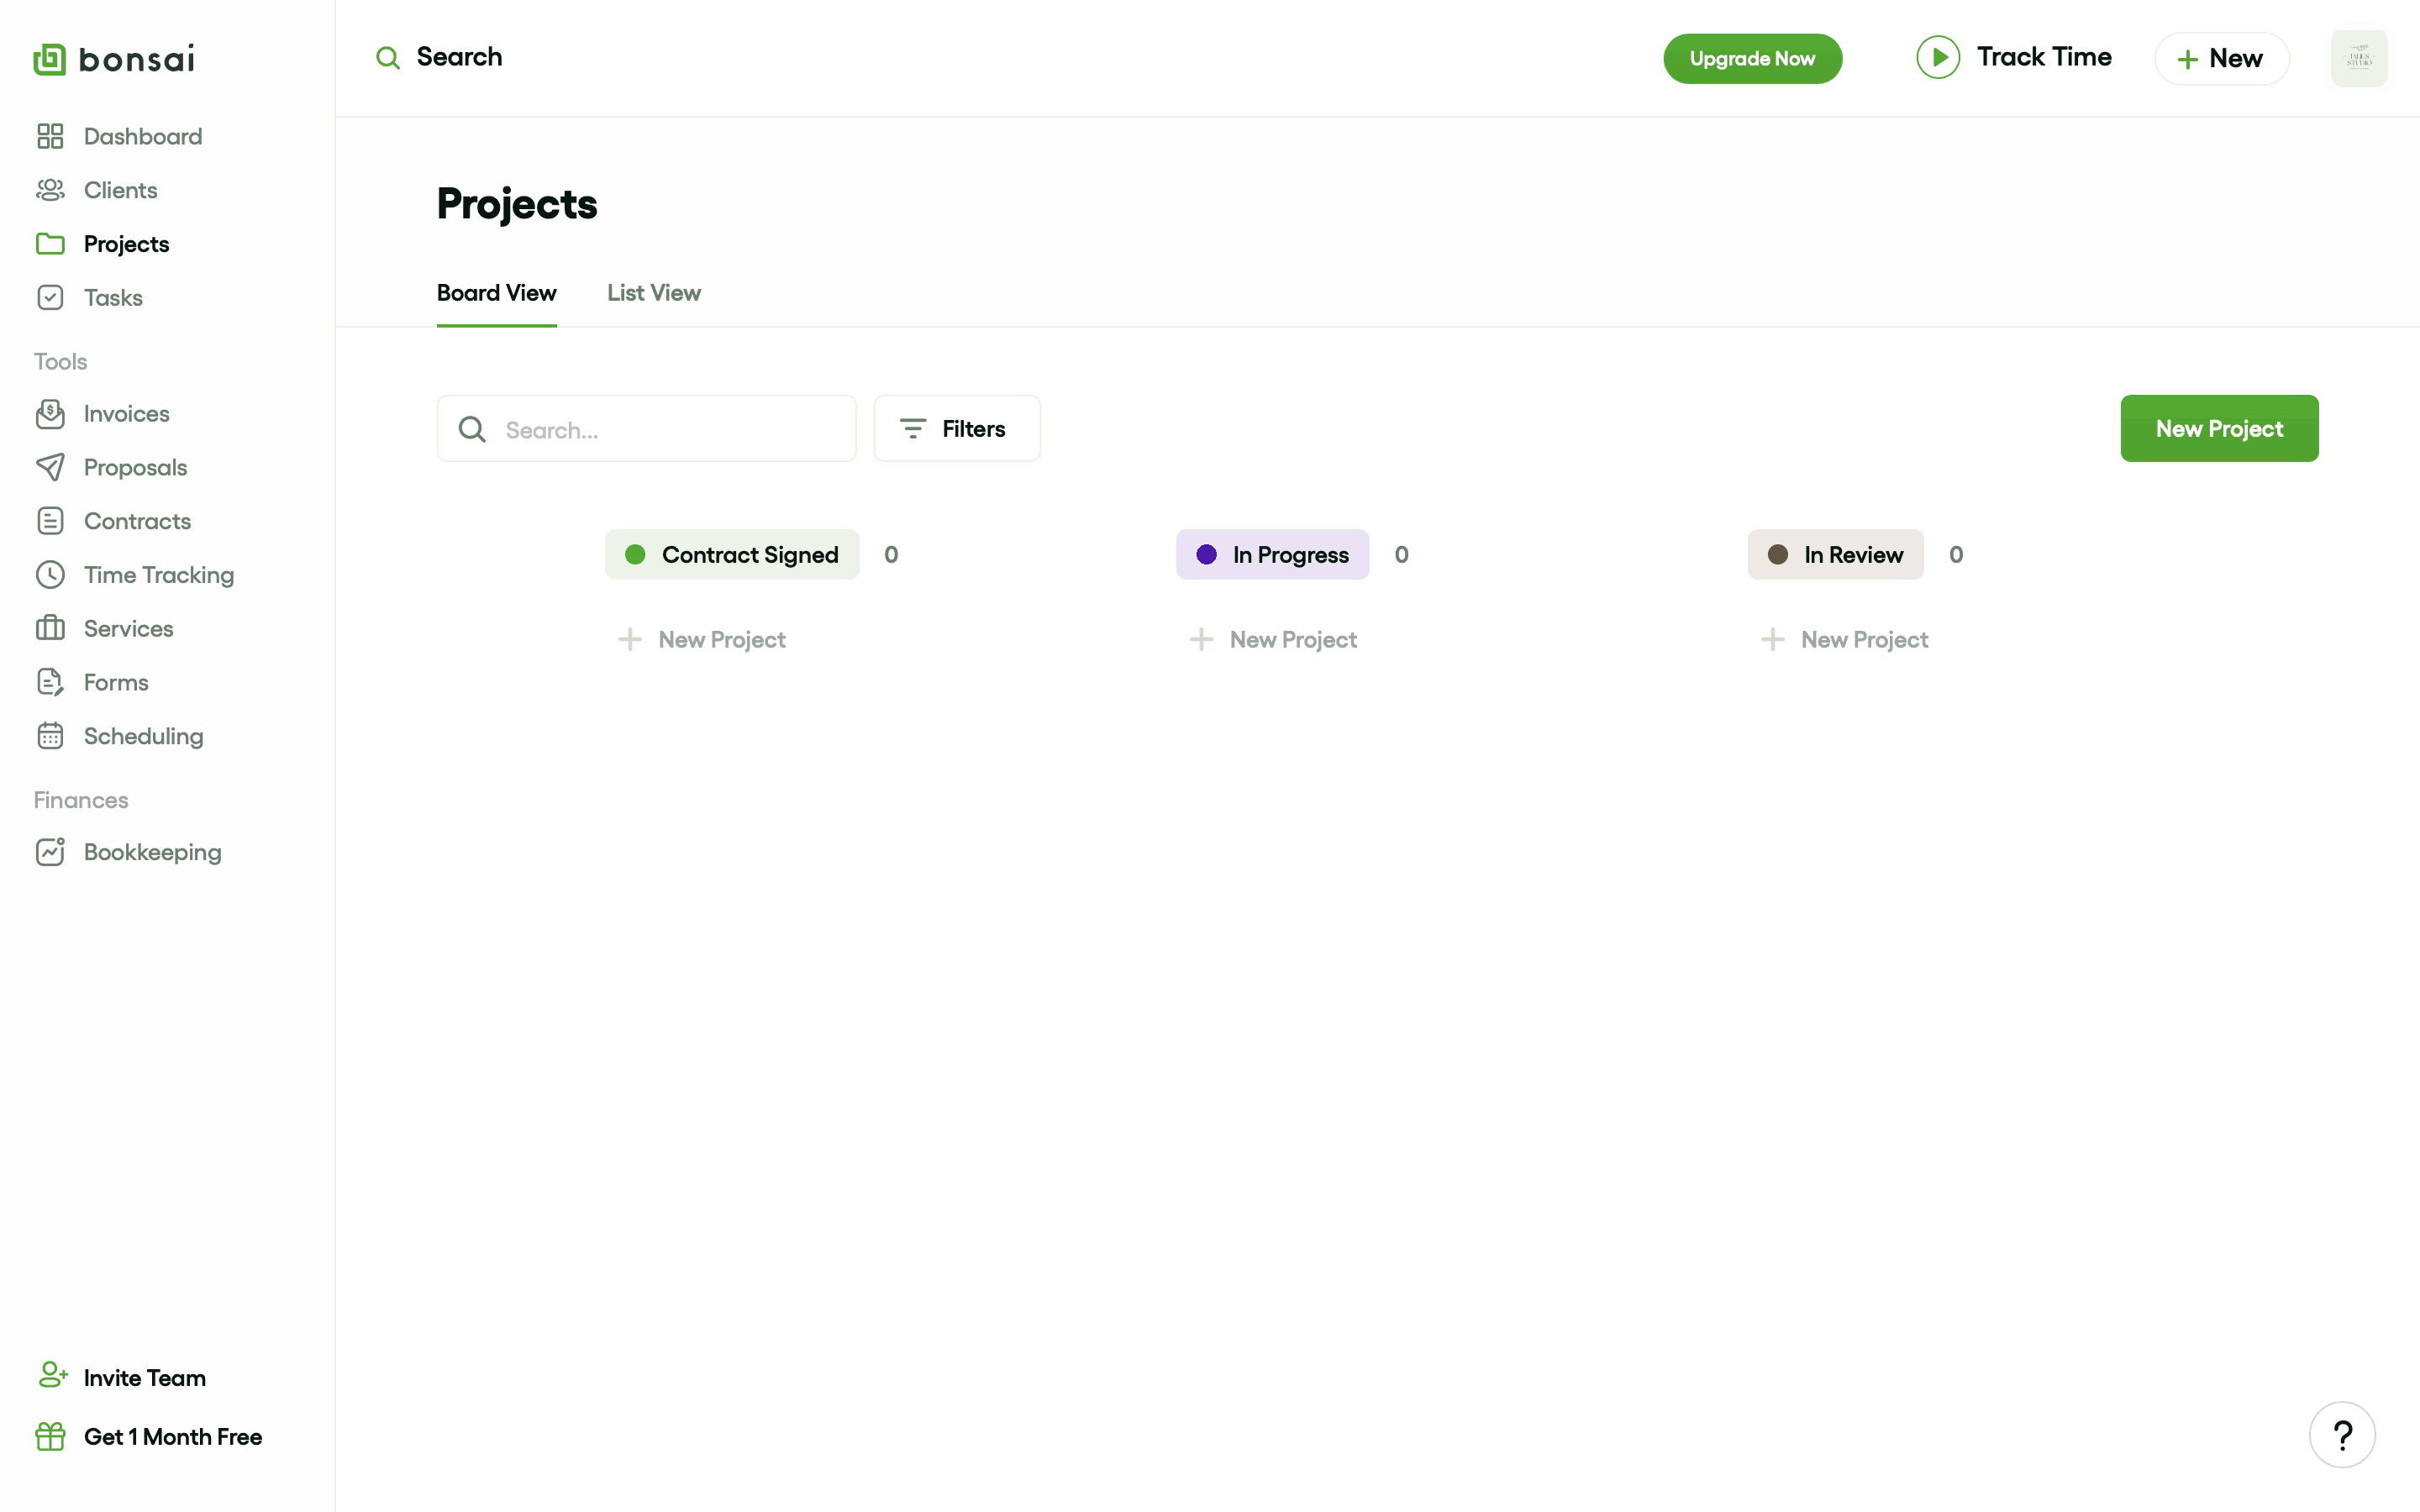 bonsai
Search
Upgrade Now
Track Time
New
Dashboard
Clients
Projects
Tasks
Tools
Invoices
Proposals
Contracts
Time Tracking
Services
Forms
Scheduling
Finances
Bookkeeping
Invite Team
Get 1 Month Free
Projects
Board View
List View
Search...
Filters
New Project
Contract Signed 0
In Progress 0
In Review 0
New Project
New Project
New Project
?